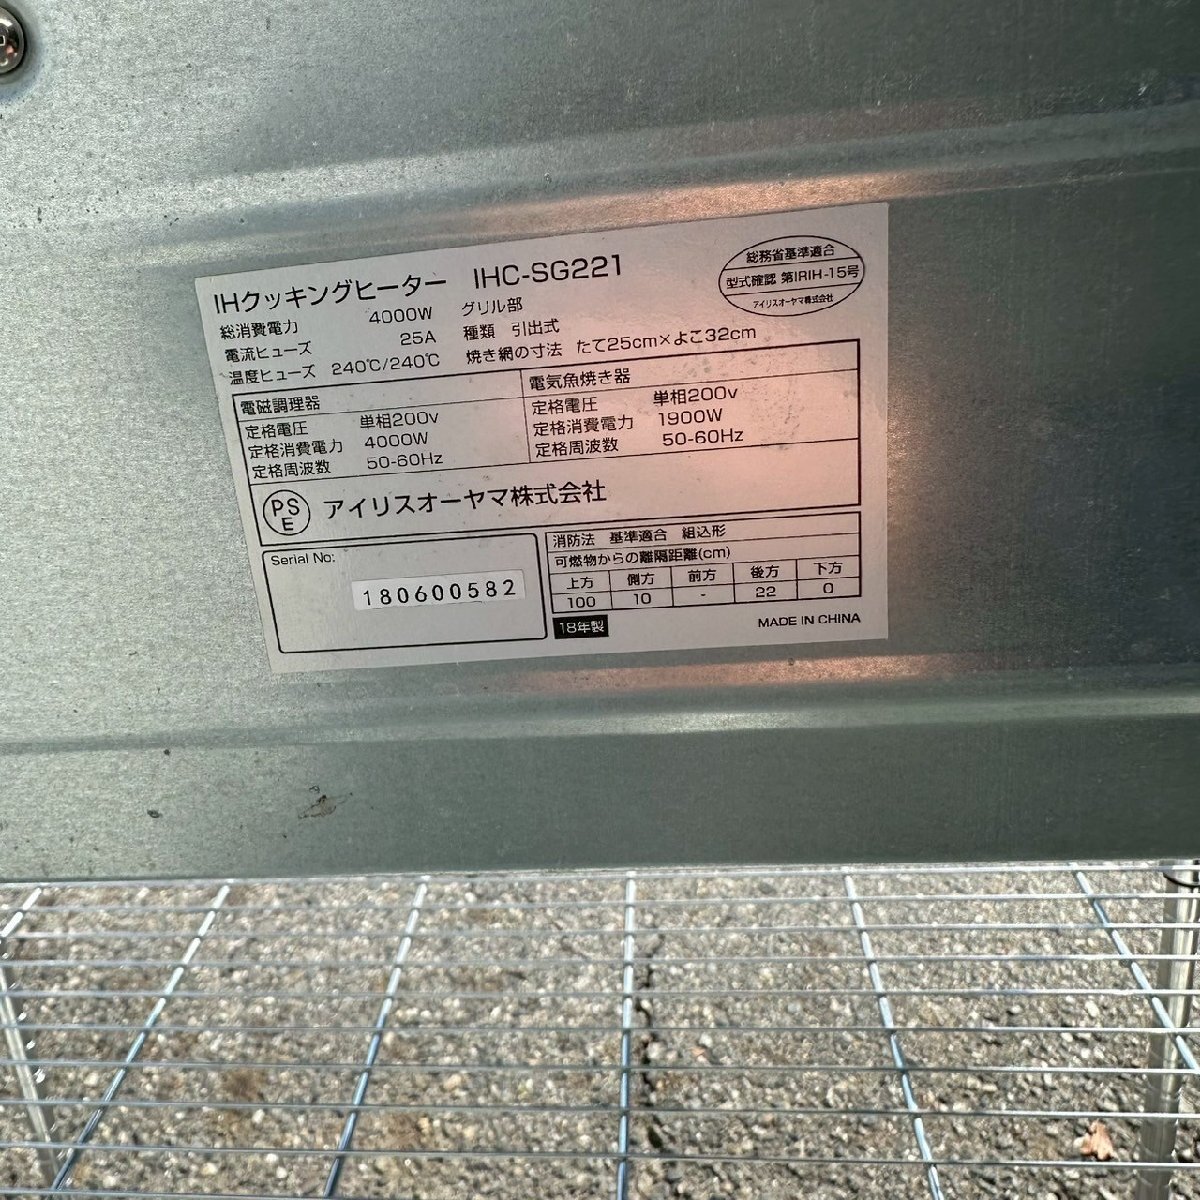 IHクッキングヒーター IHC-SG221
総務省基準適合
型式確認 第IRIH-15号
アイリスオーヤマ株式会社
総消費電力 4000W
電流ヒューズ 25A
温度ヒューズ 240℃/240℃
グリル部
種類 引出式
焼き網の寸法 たて25cm×よこ32cm
電磁調理器
定格電圧 単相200v
定格消費電力 4000W
定格周波数 50-60Hz
電気魚焼き器
定格電圧 単相200v
定格消費電力 1900W
定格周波数 50-60Hz
PS
E
アイリスオーヤマ株式会社
Serial No:
180600582
消防法 基準適合 組込形
可燃物からの離隔距離(cm)
上方 側方 前方 後方 下方
100 10 - 22 0
18年製
MADE IN CHINA